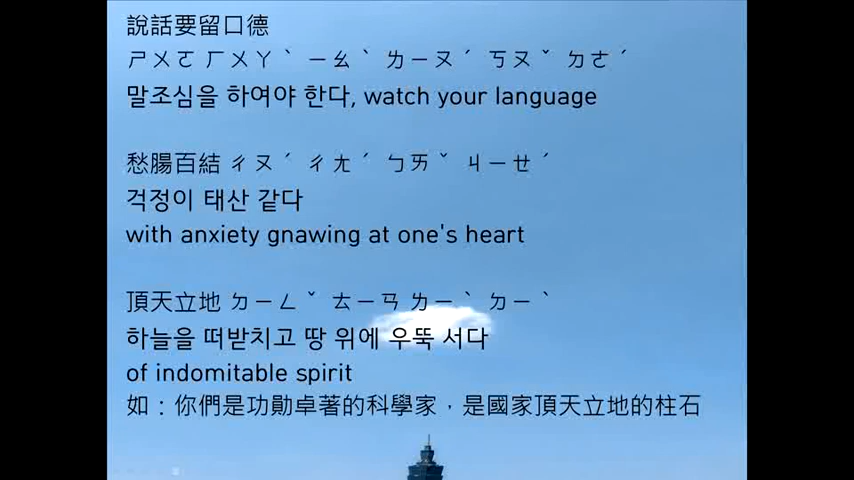 說話要留口德
ㄕㄨㄛ ㄏㄨㄚˋ ㄧㄠˋ ㄌㄧㄡˊ ㄎㄡˇ ㄉㄜˊ
말조심을 하여야 한다, watch your language
愁腸百結 ㄔㄡˊ ㄔㄤˊ ㄅㄞˇ ㄐㄧㄝˊ
걱정이 태산 같다
with anxiety gnawing at one's heart
頂天立地 ㄉㄧㄥˇ ㄊㄧㄢ ㄌㄧˋ ㄉㄧˋ
하늘을 떠받치고 땅 위에 우뚝 서다
of indomitable spirit
如：你們是功勛卓著的科學家，是國家頂天立地的柱石